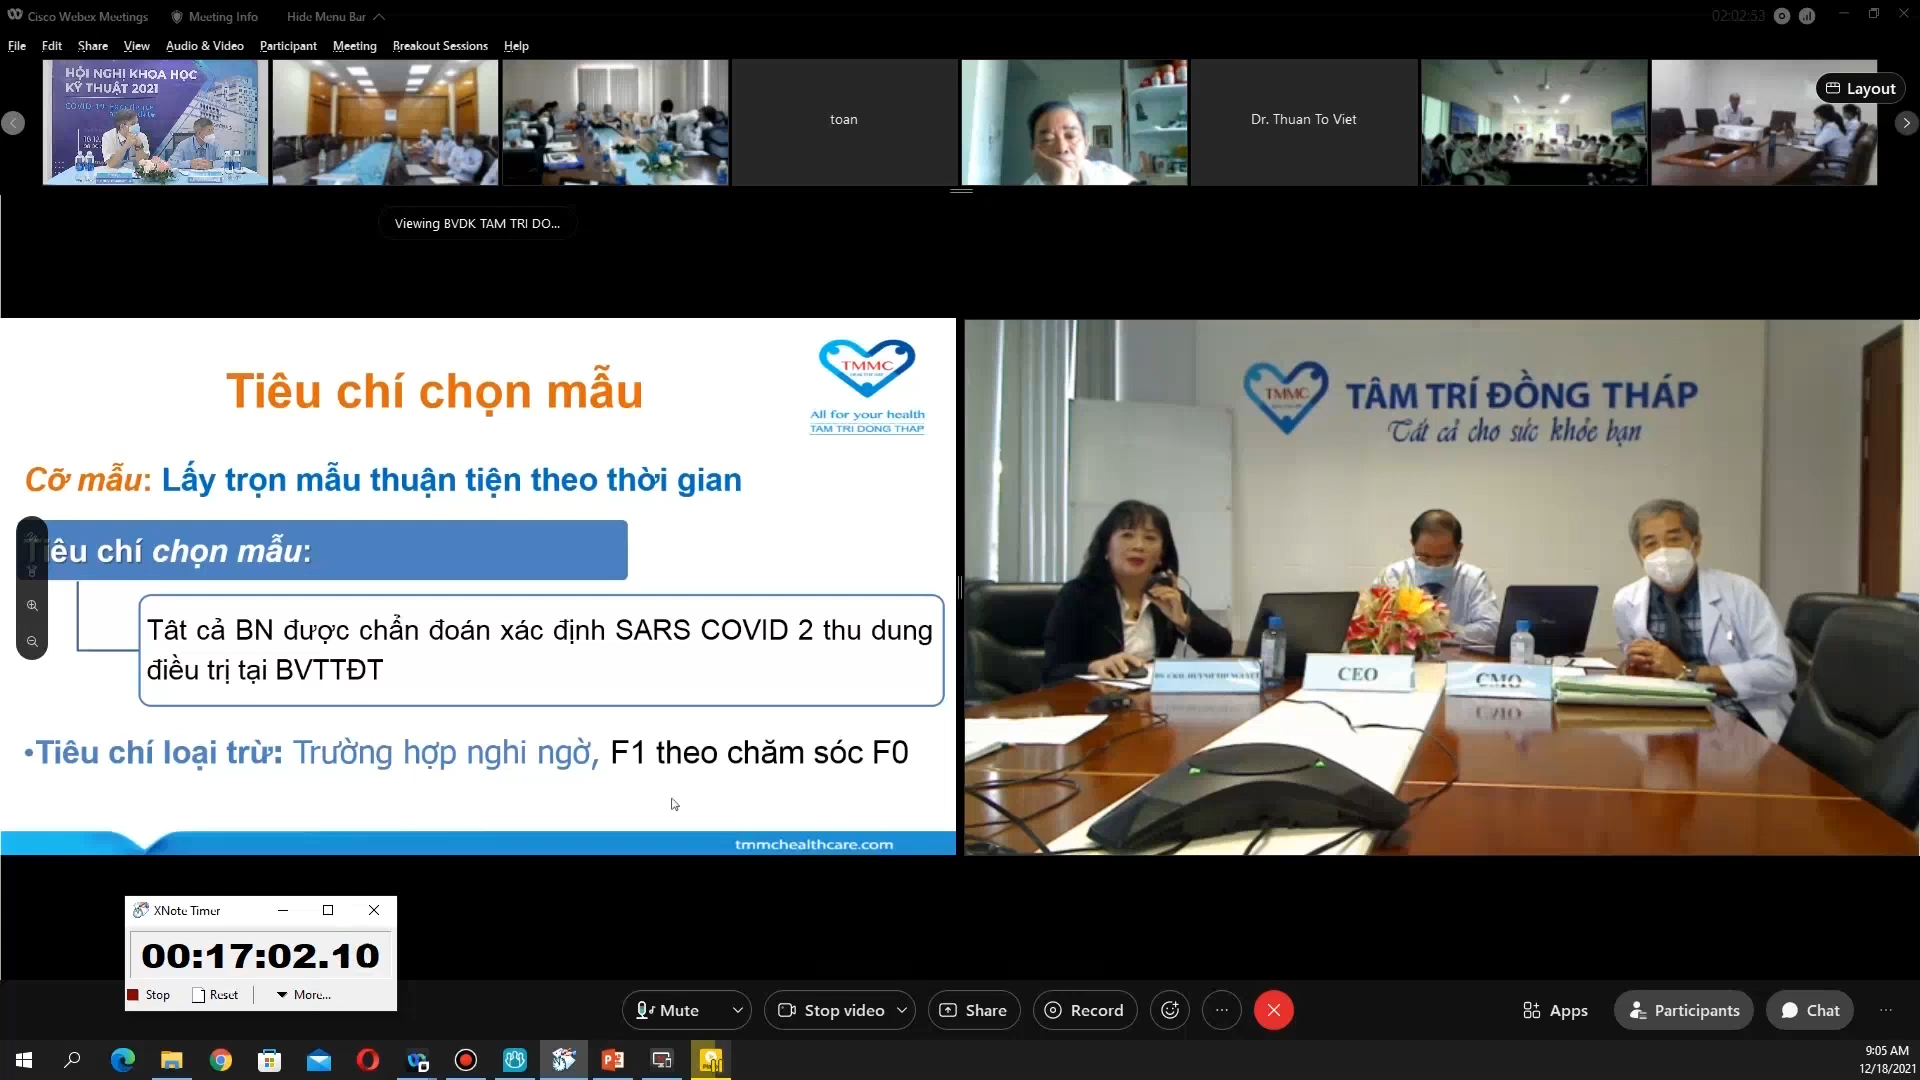 Cisco Webex Meetings
Meeting Info
Hide Menu Bar
02:02:53
File Edit Share View Audio & Video Participant Meeting Breakout Sessions Help
HỘI NGHỊ KHOA HỌC
KỸ THUẬT 2021
toan
Dr. Thuan To Viet
Layout
Viewing BVDK TAM TRI DO...
Tiêu chí chọn mẫu
TMMC
All for your health
TAM TRI DONG THAP
Cỡ mẫu: Lấy trọn mẫu thuận tiện theo thời gian
Tiêu chí chọn mẫu:
Tât cả BN được chẩn đoán xác định SARS COVID 2 thu dung
điều trị tại BVTTĐT
•Tiêu chí loại trừ: Trường hợp nghi ngờ, F1 theo chăm sóc F0
tmmchealthcare.com
TMMC
TÂM TRÍ ĐỒNG THÁP
Tất cả cho sức khỏe bạn
CEO
CMO
XNote Timer
00:17:02.10
Stop Reset More...
Mute Stop video Share Record
Apps Participants Chat
9:05 AM
12/18/2021